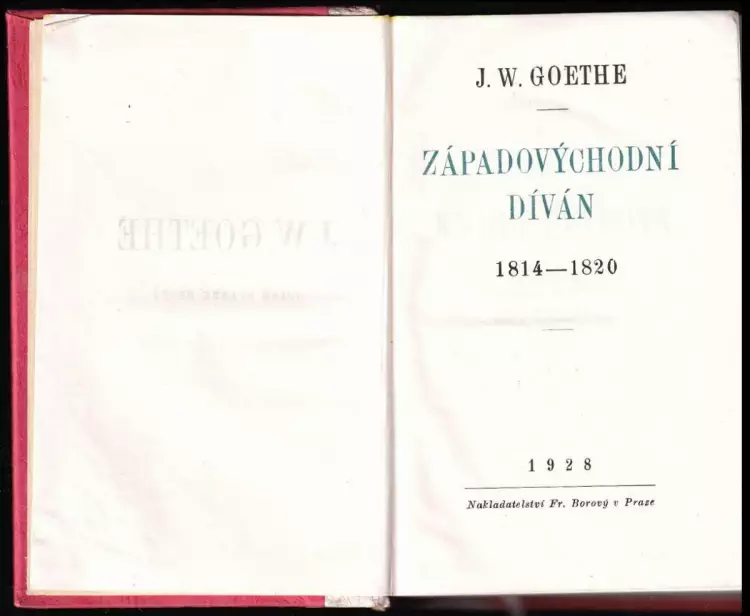 J. W. GOETHE
ZÁPADOVÝCHODNÍ
DÍVÁN
1814—1820
1928
Nakladatelství Fr. Borový v Praze